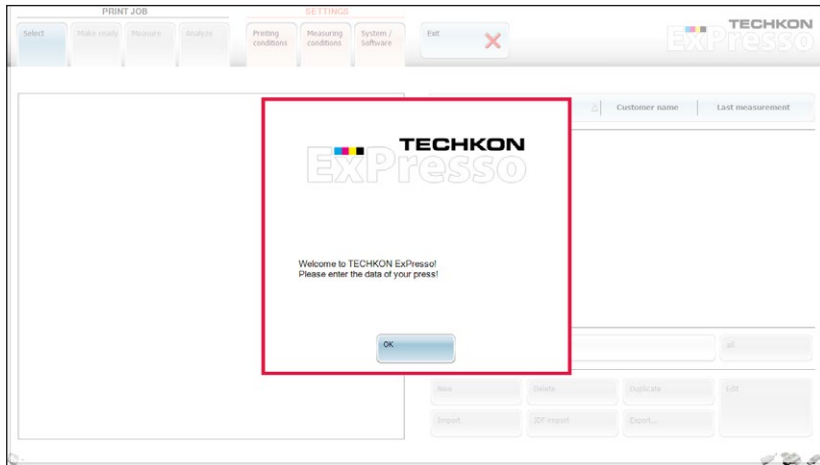 PRINT JOB
SETTINGS
Select
Make ready
Measure
Analyze
Printing
conditions
Measuring
conditions
System /
Software
Exit
TECHKON
ExPresso
Customer name
Last measurement
TECHKON
ExPresso
Welcome to TECHKON ExPresso!
Please enter the data of your press!
OK
all
New
Delete
Duplicate...
Edit
Import
JDF import
Export...